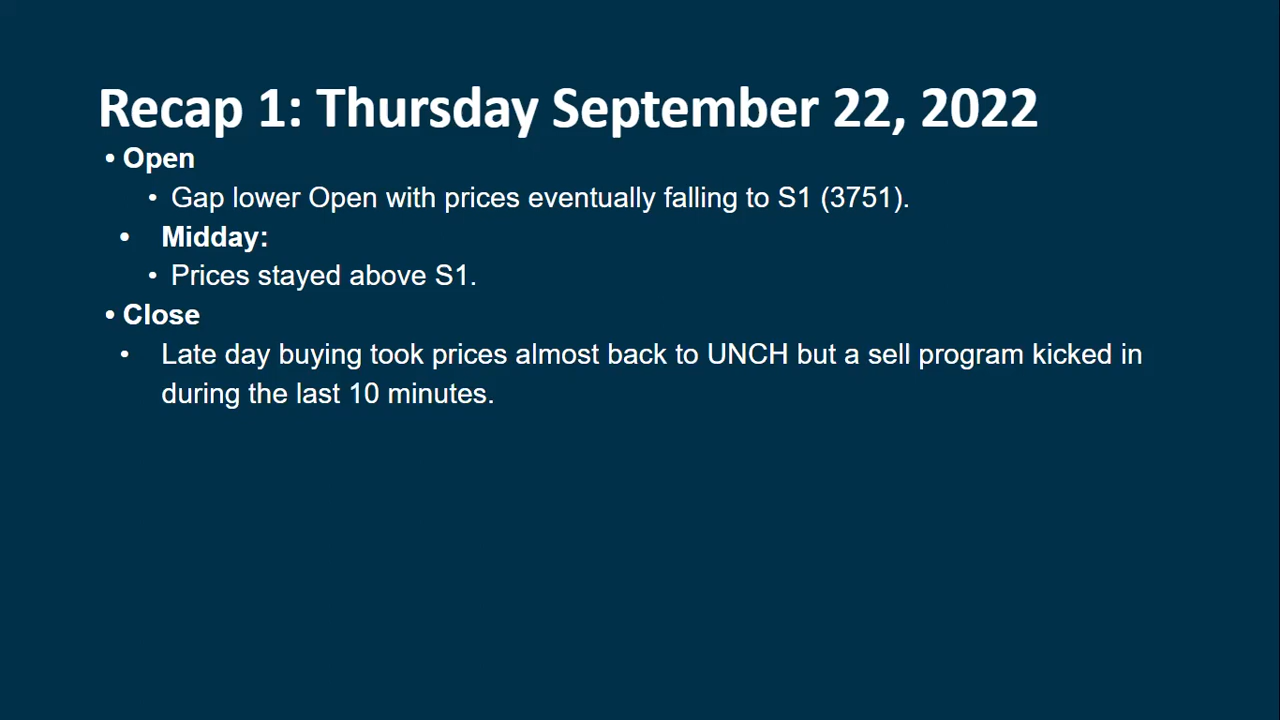 Recap 1: Thursday September 22, 2022
• Open
• Gap lower Open with prices eventually falling to S1 (3751).
• Midday:
• Prices stayed above S1.
• Close
• Late day buying took prices almost back to UNCH but a sell program kicked in
during the last 10 minutes.